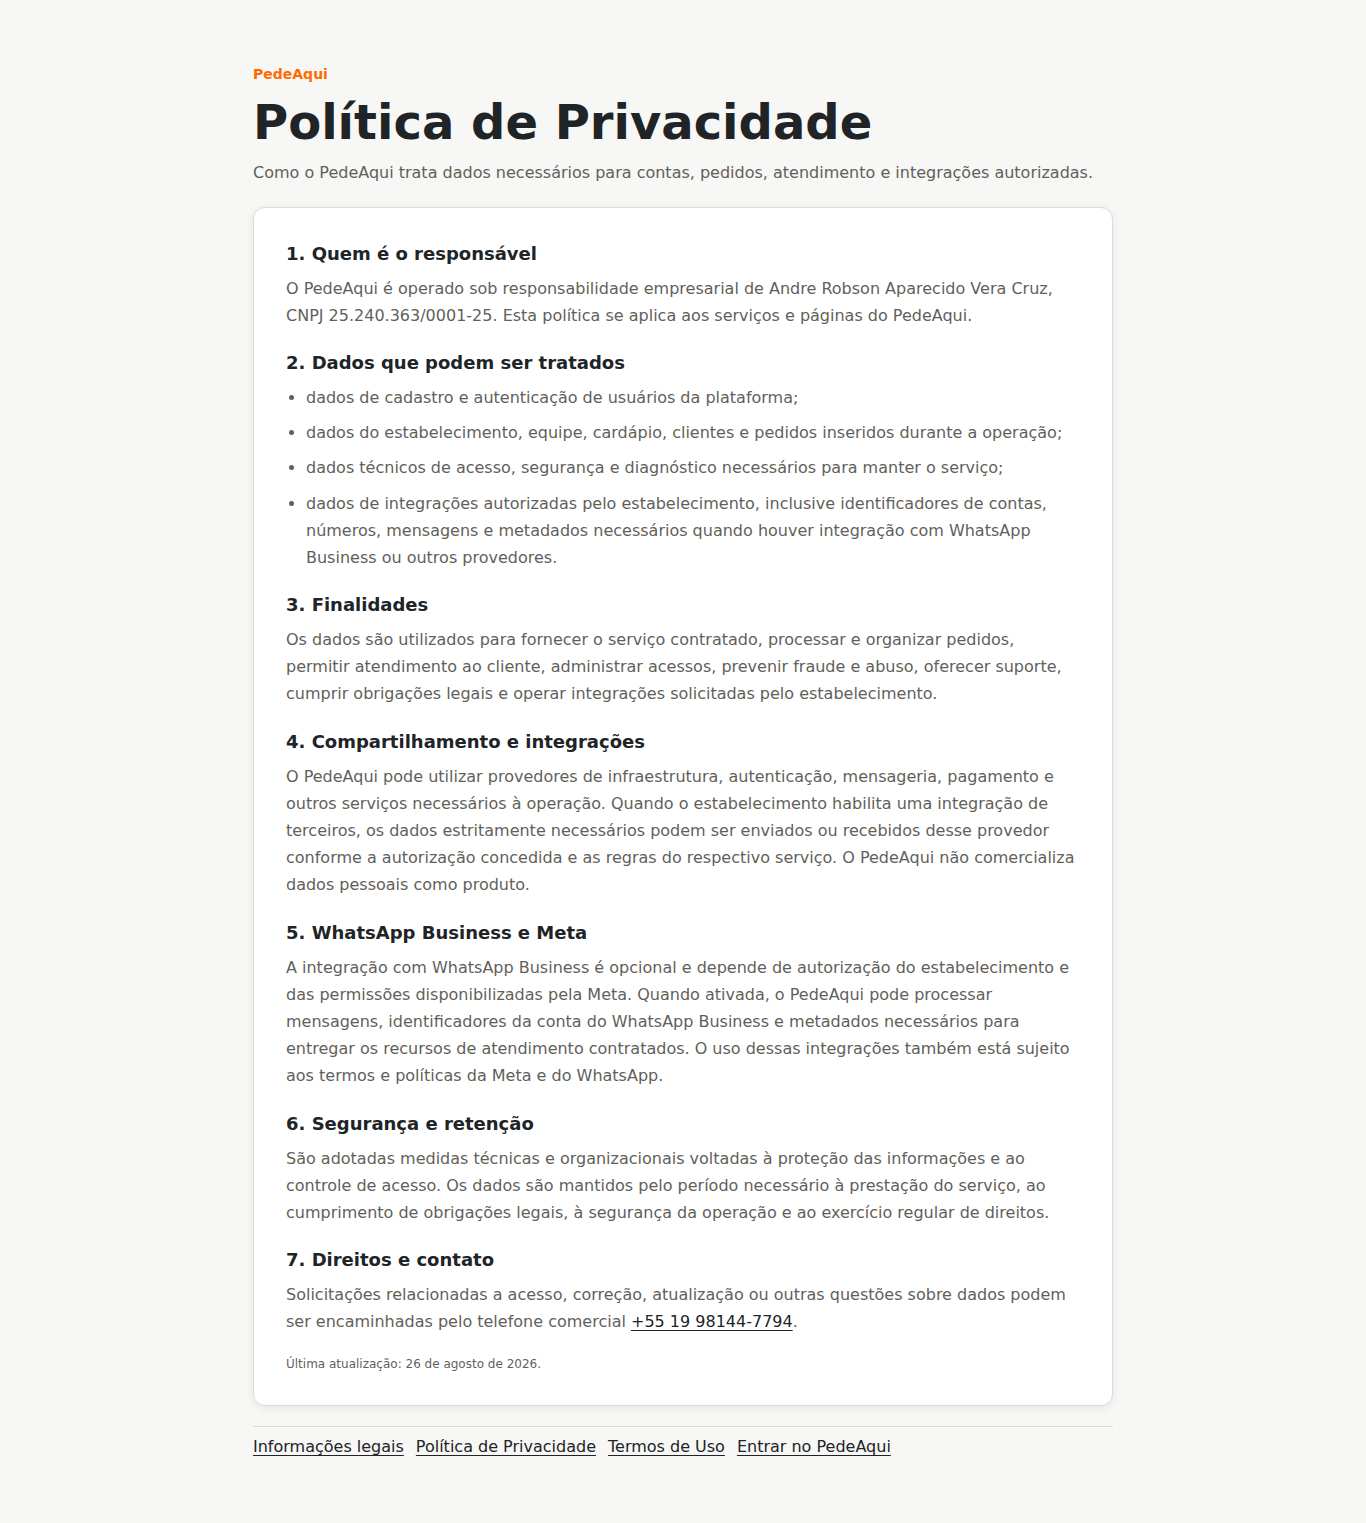 PedeAqui
Política de Privacidade
Como o PedeAqui trata dados necessários para contas, pedidos, atendimento e integrações autorizadas.
1. Quem é o responsável
O PedeAqui é operado sob responsabilidade empresarial de Andre Robson Aparecido Vera Cruz,
CNPJ 25.240.363/0001-25. Esta política se aplica aos serviços e páginas do PedeAqui.
2. Dados que podem ser tratados
• dados de cadastro e autenticação de usuários da plataforma;
• dados do estabelecimento, equipe, cardápio, clientes e pedidos inseridos durante a operação;
• dados técnicos de acesso, segurança e diagnóstico necessários para manter o serviço;
• dados de integrações autorizadas pelo estabelecimento, inclusive identificadores de contas,
números, mensagens e metadados necessários quando houver integração com WhatsApp
Business ou outros provedores.
3. Finalidades
Os dados são utilizados para fornecer o serviço contratado, processar e organizar pedidos,
permitir atendimento ao cliente, administrar acessos, prevenir fraude e abuso, oferecer suporte,
cumprir obrigações legais e operar integrações solicitadas pelo estabelecimento.
4. Compartilhamento e integrações
O PedeAqui pode utilizar provedores de infraestrutura, autenticação, mensageria, pagamento e
outros serviços necessários à operação. Quando o estabelecimento habilita uma integração de
terceiros, os dados estritamente necessários podem ser enviados ou recebidos desse provedor
conforme a autorização concedida e as regras do respectivo serviço. O PedeAqui não comercializa
dados pessoais como produto.
5. WhatsApp Business e Meta
A integração com WhatsApp Business é opcional e depende de autorização do estabelecimento e
das permissões disponibilizadas pela Meta. Quando ativada, o PedeAqui pode processar
mensagens, identificadores da conta do WhatsApp Business e metadados necessários para
entregar os recursos de atendimento contratados. O uso dessas integrações também está sujeito
aos termos e políticas da Meta e do WhatsApp.
6. Segurança e retenção
São adotadas medidas técnicas e organizacionais voltadas à proteção das informações e ao
controle de acesso. Os dados são mantidos pelo período necessário à prestação do serviço, ao
cumprimento de obrigações legais, à segurança da operação e ao exercício regular de direitos.
7. Direitos e contato
Solicitações relacionadas a acesso, correção, atualização ou outras questões sobre dados podem
ser encaminhadas pelo telefone comercial +55 19 98144-7794.
Última atualização: 26 de agosto de 2026.
Informações legais Política de Privacidade Termos de Uso Entrar no PedeAqui